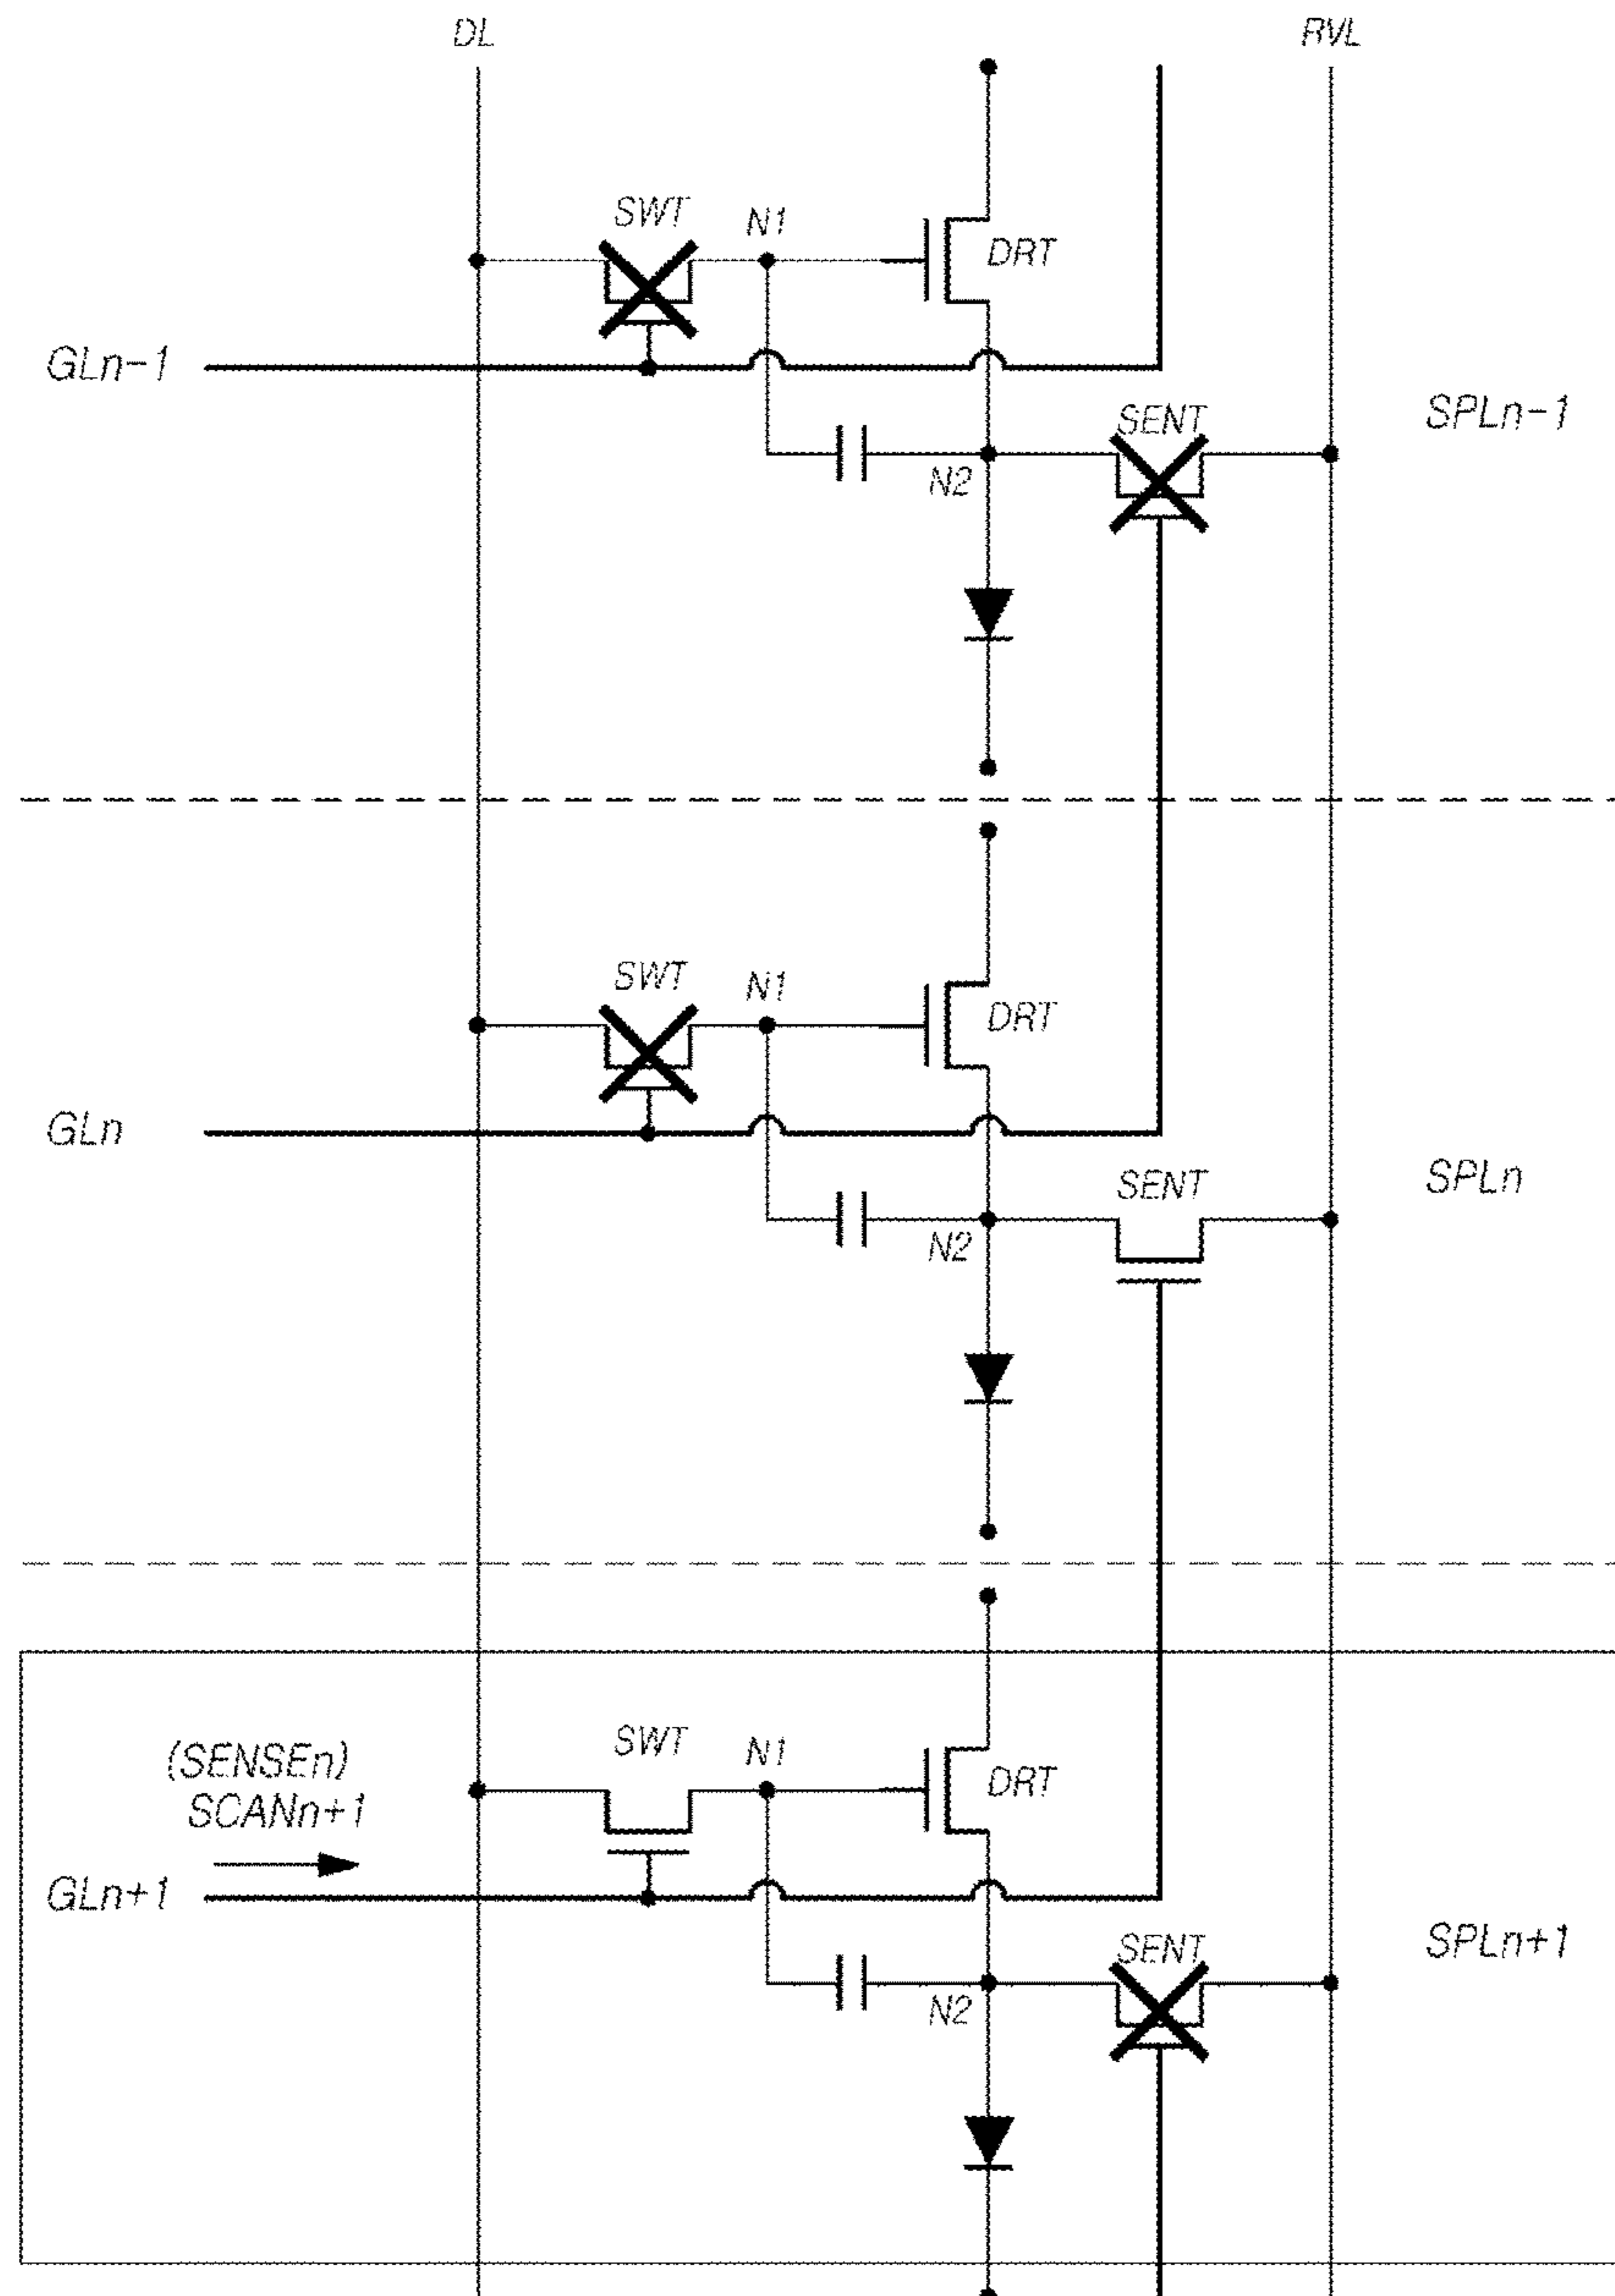 DL
RVL
SWT
N1
DRT
GLn-1
SENT
SPLn-1
N2
SWT
N1
DRT
GLn
SENT
SPLn
N2
SWT
N1
DRT
(SENSEn)
SCANn+1
GLn+1
SENT
SPLn+1
N2